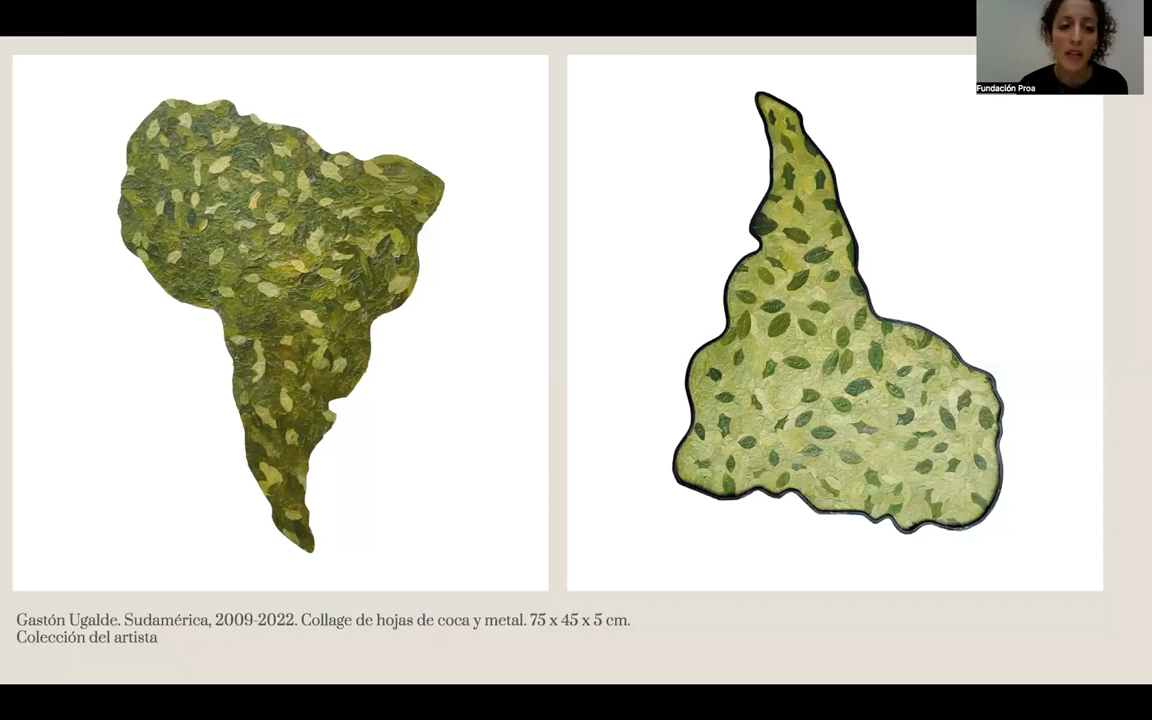 Fundación Proa
Gastón Ugalde. Sudamérica, 2009-2022. Collage de hojas de coca y metal. 75 x 45 x 5 cm.
Colección del artista